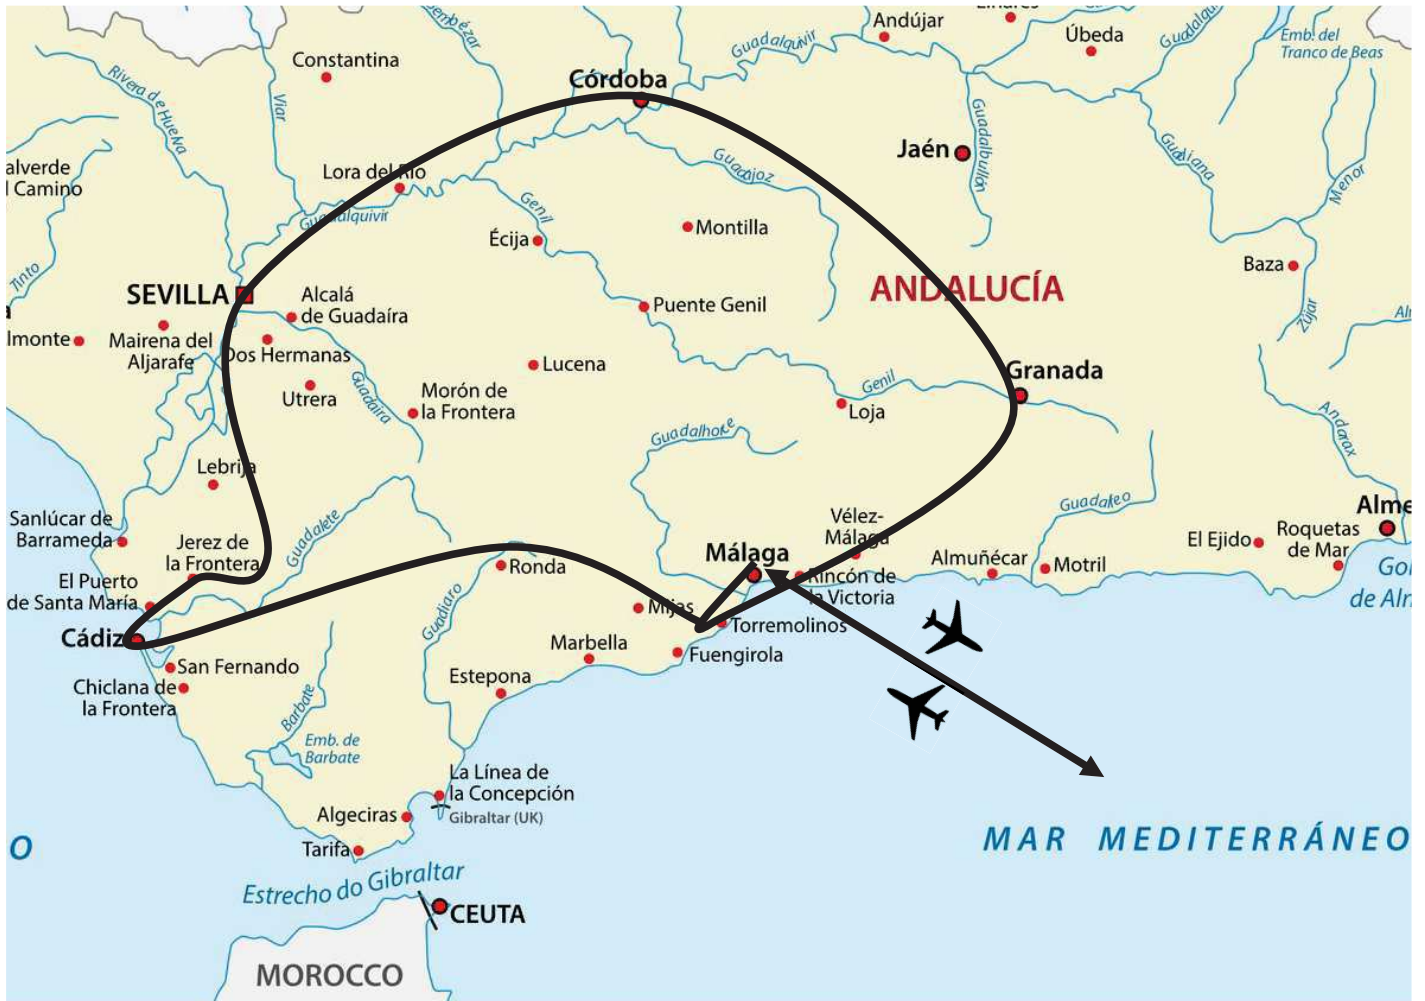 Constantina
Córdoba
Guadalquivir
Andújar
Úbeda
Guadalqu
Emb. del
Tranco de Beas
Rivera de Huelva
Viar
Jaén
Guadalbullón
Guadiana
Menor
alverde
l Camino
Lora del Río
Guadajoz
Guadalquivir
Genil
Écija
Montilla
Baza
Tinto
SEVILLA
Alcalá
de Guadaíra
ANDALUCÍA
Puente Genil
Zújar
lmonte
Mairena del
Aljarafe
Dos Hermanas
Lucena
Granada
Utrera
Guadaira
Morón de
la Frontera
Genil
Loja
Andarax
Lebrija
Sanlúcar de
Barrameda
Guadalete
Jerez de
la Frontera
Vélez-
Málaga
Alme
El Ejido
Roquetas
de Mar
El Puerto
de Santa María
Ronda
Málaga
Almuñécar
Motril
Rincón de
la Victoria
de Alm
Cádiz
Guadiaro
Mijas
Torremolinos
San Fernando
Marbella
Fuengirola
Chiclana de
la Frontera
Estepona
Barbate
Emb. de
Barbate
La Línea de
la Concepción
Gibraltar (UK)
Algeciras
Tarifa
O
MAR MEDITERRÁNEO
Estrecho do Gibraltar
CEUTA
MOROCCO